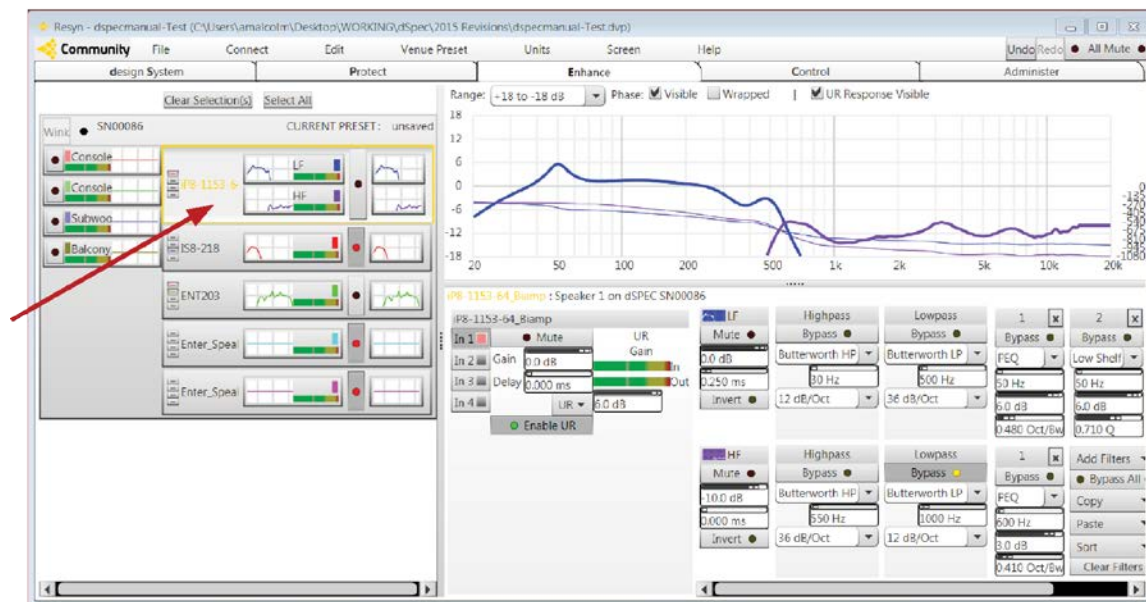 Resyn - dspecmanual-Test (C:\Users\amalcolm\Desktop\WORKING\dSpec\2015 Revisions\dspecmanual-Test.dvp)
Community File Connect Edit Venue Preset Units Screen Help Undo Redo All Mute
design System Protect Enhance Control Administer
Clear Selection(s) Select All
Wink SN00086 CURRENT PRESET: unsaved
Console
Console
Subwoo
Balcony
iP8-1153-6
LF
HF
IS8-218
ENT203
Enter_Speal
Enter_Speal
Range: +18 to -18 dB Phase: Visible Wrapped | UR Response Visible
18
12
6
0
-6
-12
-18
0
-135
-270
-1080
20 50 100 200 500 1k 2k 5k 10k 20k
iP8-1153-64_Biamp : Speaker 1 on dSPEC SN00086
iP8-1153-64_Biamp
In 1 Mute UR
In 2 Gain 0.0 dB Gain In
In 3 Delay 0.000 ms Out
In 4 UR 6.0 dB
Enable UR
LF Highpass Lowpass 1 x 2 x
Mute Bypass Bypass Bypass Bypass
0.0 dB Butterworth HP Butterworth LP PEQ Low Shelf
0.250 ms 30 Hz 500 Hz 50 Hz 50 Hz
Invert 12 dB/Oct 36 dB/Oct 6.0 dB 6.0 dB
0.480 Oct/Bw 0.710 Q
HF Highpass Lowpass 1 x Add Filters
Mute Bypass Bypass Bypass Bypass All
-10.0 dB Butterworth HP Butterworth LP PEQ Copy
0.000 ms 550 Hz 1000 Hz 600 Hz Paste
Invert 36 dB/Oct 12 dB/Oct 3.0 dB Sort
0.410 Oct/Bw Clear Filters